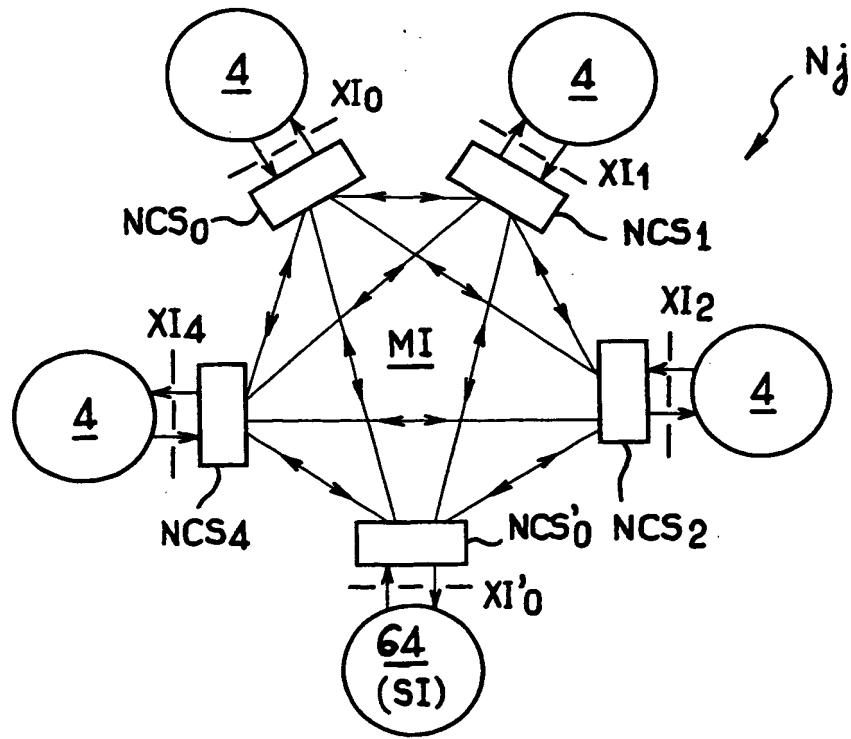 4
4
Nj
XI0
XI1
NCS0
NCS1
XI4
MI
XI2
4
4
NCS4
NCS'0
NCS2
XI'0
64
(SI)